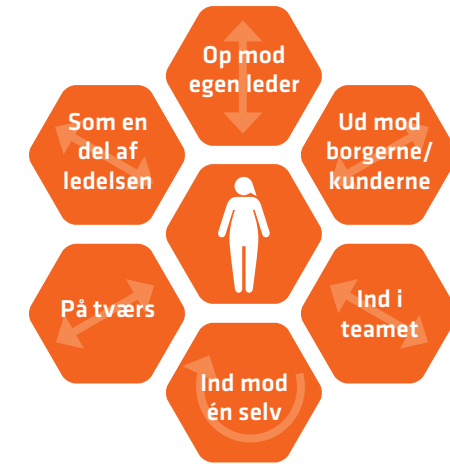 Op mod
egen leder
Som en
del af
ledelsen
Ud mod
borgerne/
kunderne
På tværs
Ind i
teamet
Ind mod
én selv